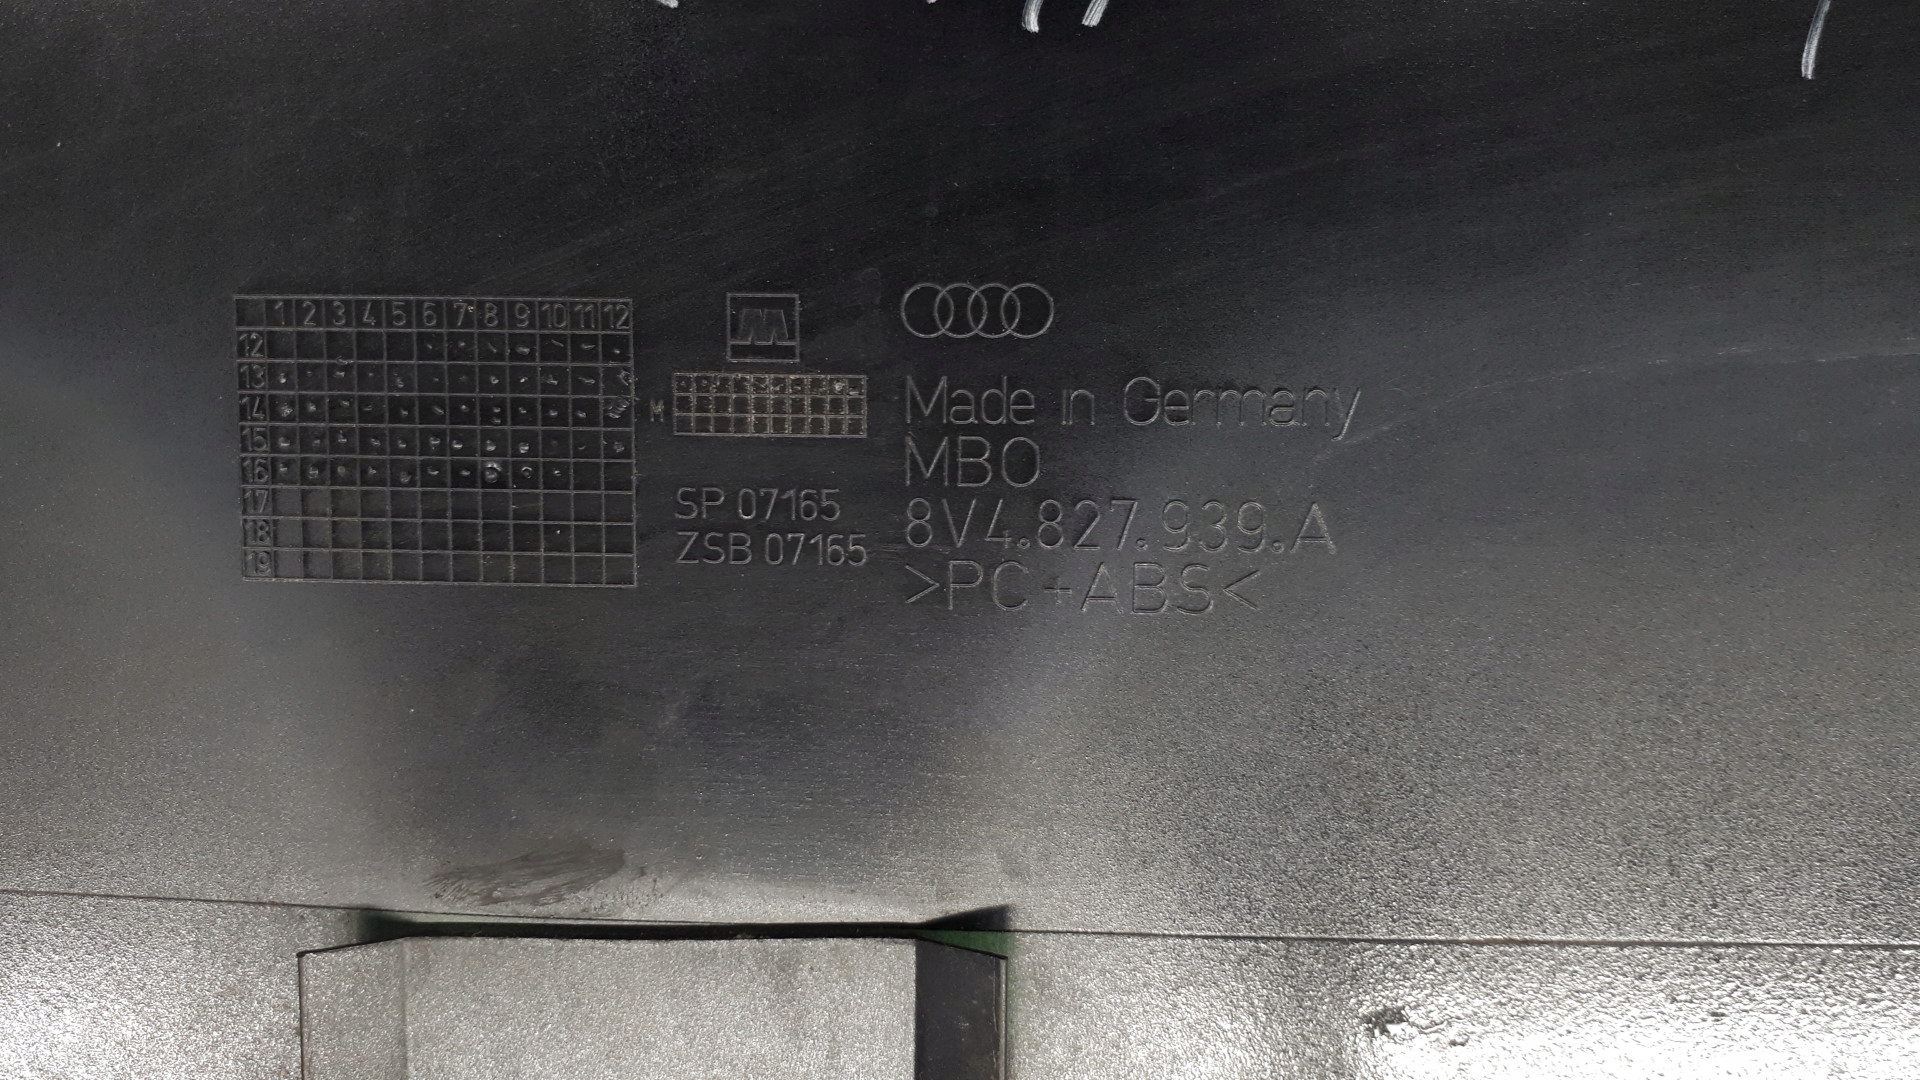 1 2 3 4 5 6 7 8 9 10 11 12
12
13
14
15
16
17
18
19
M
M
SP 07165
ZSB 07165
Made in Germany
MBO
8V4.827.939.A
>PC+ABS<